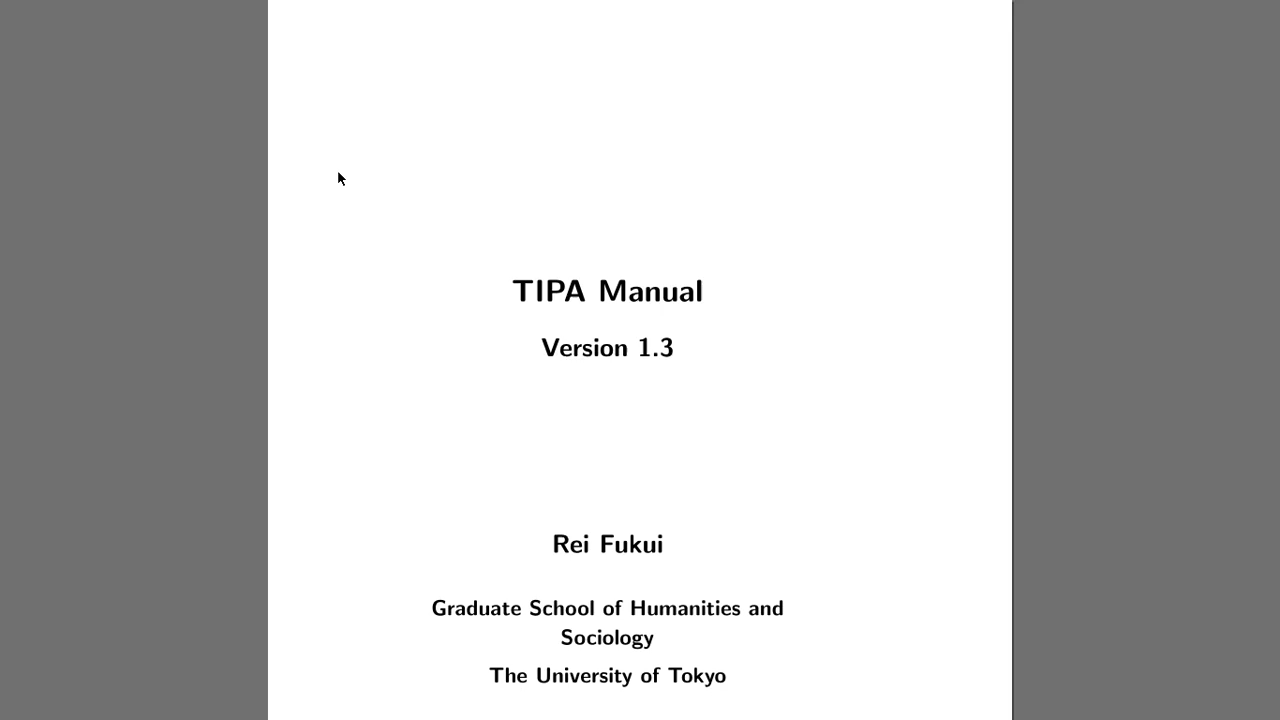 TIPA Manual
Version 1.3
Rei Fukui
Graduate School of Humanities and
Sociology
The University of Tokyo